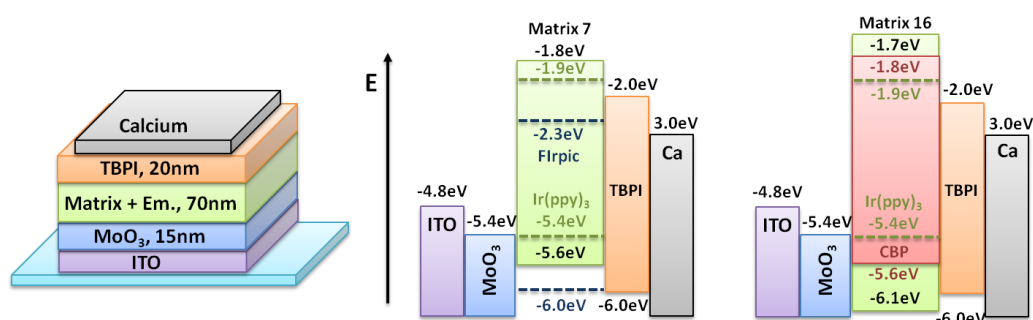 Calcium
TBPI, 20nm
Matrix + Em., 70nm
MoO₃, 15nm
ITO
E
Matrix 7
-1.8eV
-1.9eV
-2.0eV
-2.3eV
FIrpic
3.0eV
Ca
TBPI
-4.8eV
ITO
-5.4eV
MoO₃
Ir(ppy)₃
-5.4eV
-5.6eV
-6.0eV
-6.0eV
Matrix 16
-1.7eV
-1.8eV
-1.9eV
-2.0eV
3.0eV
Ca
TBPI
-4.8eV
ITO
-5.4eV
MoO₃
Ir(ppy)₃
-5.4eV
CBP
-5.6eV
-6.1eV
-6.0eV